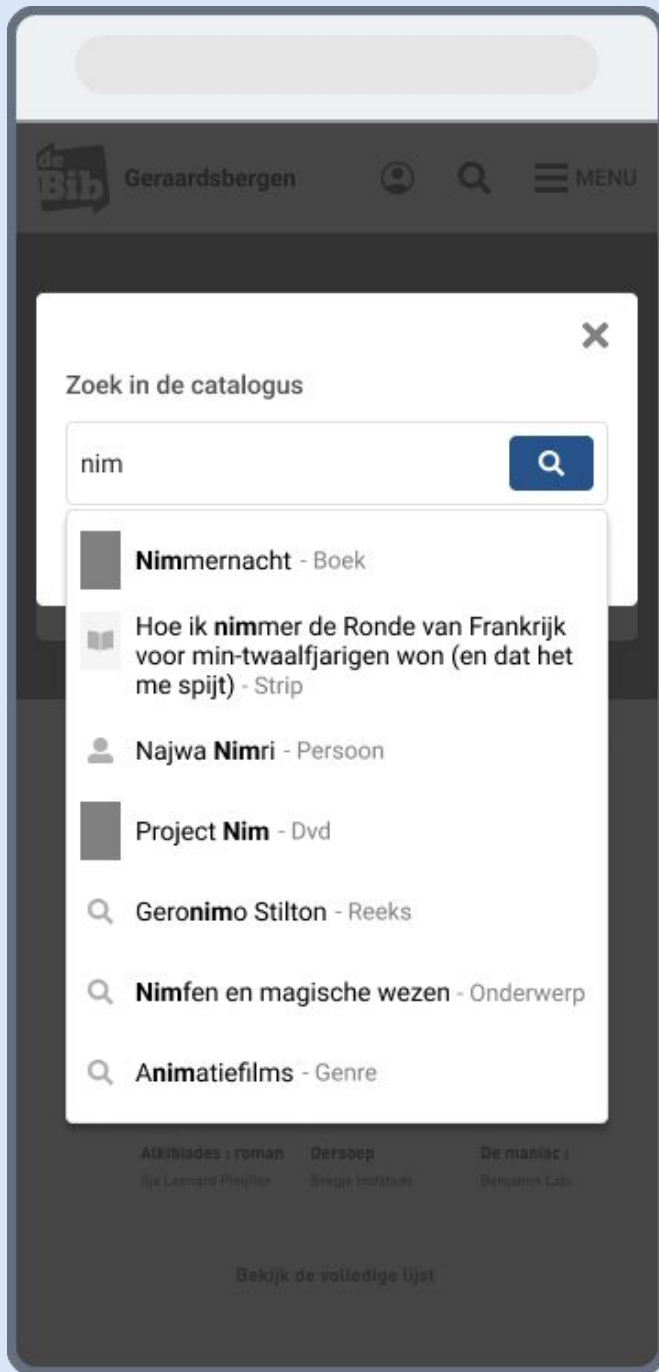 de
Bib
Geraardsbergen
MENU
Zoek in de catalogus
nim
Nimmernacht - Boek
Hoe ik nimmer de Ronde van Frankrijk
voor min-twaalfjarigen won (en dat het
me spijt) - Strip
Najwa Nimri - Persoon
Project Nim - Dvd
Geronimo Stilton - Reeks
Nimfen en magische wezen - Onderwerp
Animatiefilms - Genre
Alkibiades : roman
Oersoep
De maniac :
Ilja Leonard Pfeijffer
Bregje Hofstede
Benjamin Laba
Bekijk de volledige lijst